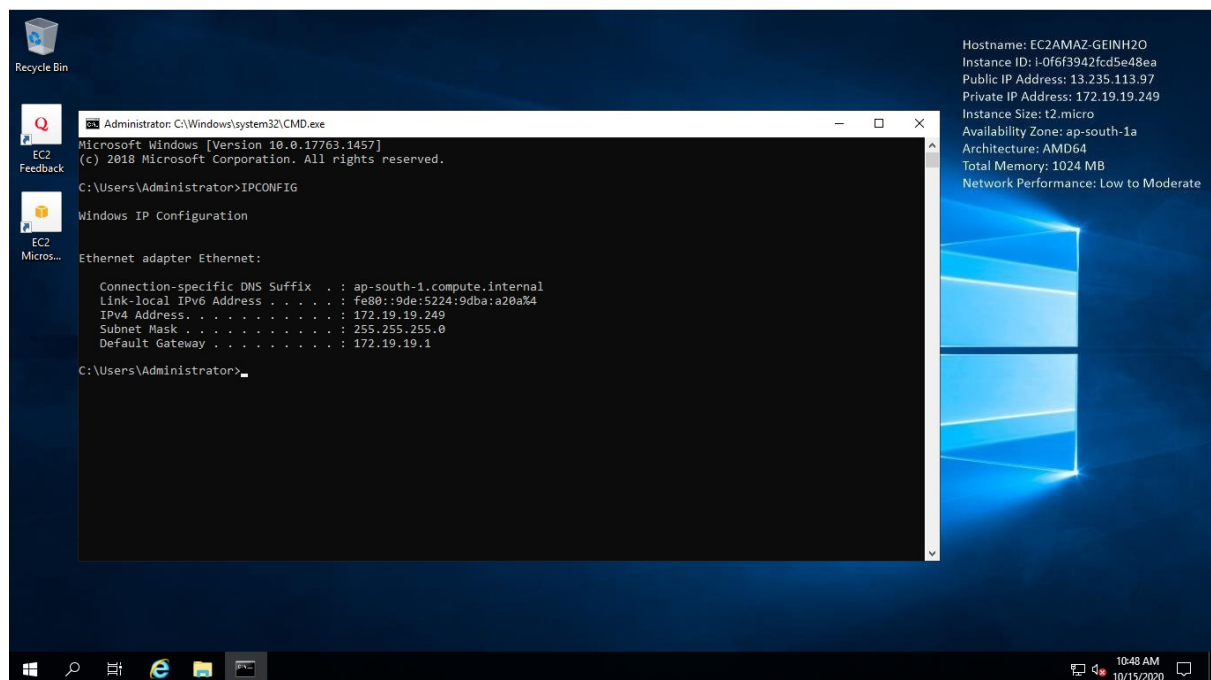 Recycle Bin
EC2
Feedback
EC2
Micros...
Administrator: C:\Windows\system32\CMD.exe
Microsoft Windows [Version 10.0.17763.1457]
(c) 2018 Microsoft Corporation. All rights reserved.
C:\Users\Administrator>IPCONFIG
Windows IP Configuration
Ethernet adapter Ethernet:
Connection-specific DNS Suffix  . : ap-south-1.compute.internal
Link-local IPv6 Address . . . . . : fe80::9de:5224:9dba:a20a%4
IPv4 Address. . . . . . . . . . . : 172.19.19.249
Subnet Mask . . . . . . . . . . . : 255.255.255.0
Default Gateway . . . . . . . . . : 172.19.19.1
C:\Users\Administrator>
Hostname: EC2AMAZ-GEINH2O
Instance ID: i-0f6f3942fcd5e48ea
Public IP Address: 13.235.113.97
Private IP Address: 172.19.19.249
Instance Size: t2.micro
Availability Zone: ap-south-1a
Architecture: AMD64
Total Memory: 1024 MB
Network Performance: Low to Moderate
10:48 AM
10/15/2020